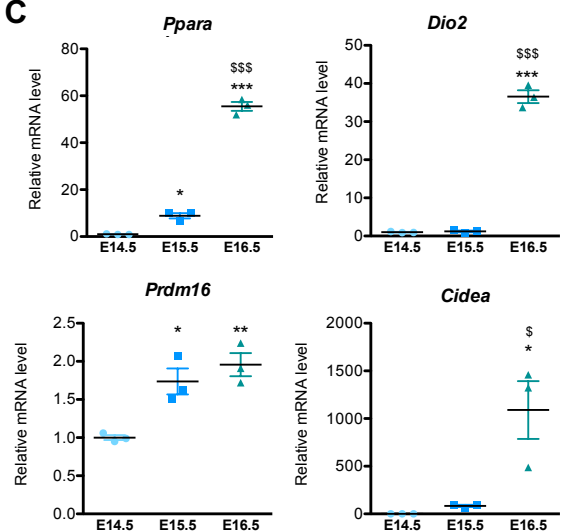 C
Ppara
Relative mRNA level
80
60
40
20
0
*
$$$
***
E14.5 E15.5 E16.5
Dio2
Relative mRNA level
50
40
30
20
10
0
$$$
***
E14.5 E15.5 E16.5
Prdm16
Relative mRNA level
2.5
2.0
1.5
1.0
0.5
0.0
*
**
E14.5 E15.5 E16.5
Cidea
Relative mRNA level
2000
1500
1000
500
0
$
*
E14.5 E15.5 E16.5